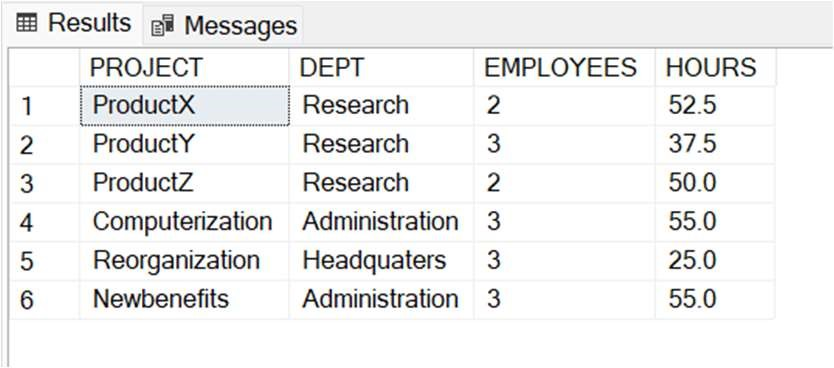 Results Messages
PROJECT DEPT EMPLOYEES HOURS
1 ProductX Research 2 52.5
2 ProductY Research 3 37.5
3 ProductZ Research 2 50.0
4 Computerization Administration 3 55.0
5 Reorganization Headquaters 3 25.0
6 Newbenefits Administration 3 55.0